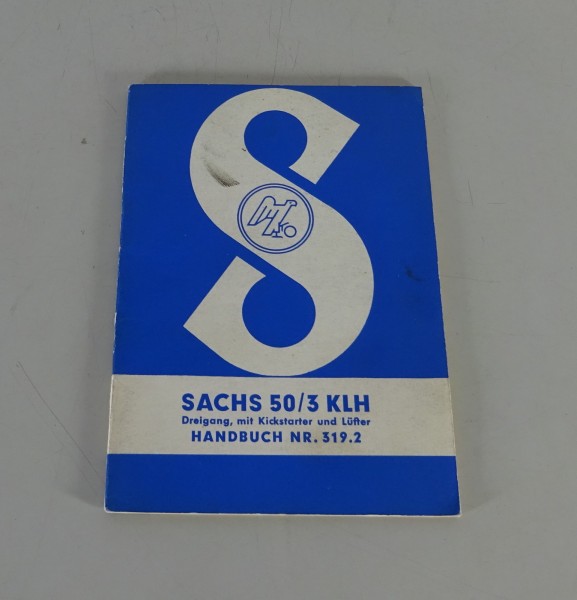 S
SACHS 50/3 KLH
Dreigang, mit Kickstarter und Lüfter
HANDBUCH NR. 319.2